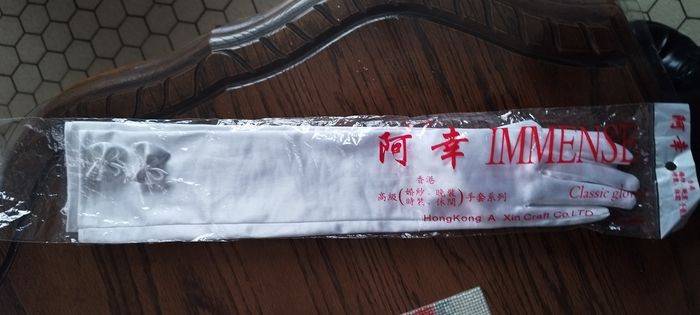 阿幸 IMMENSE
香港
高級(婚紗、晚裝
時裝、休閒)手套系列
Classic glov
HongKong A Xin Craft Co.LTD
阿幸